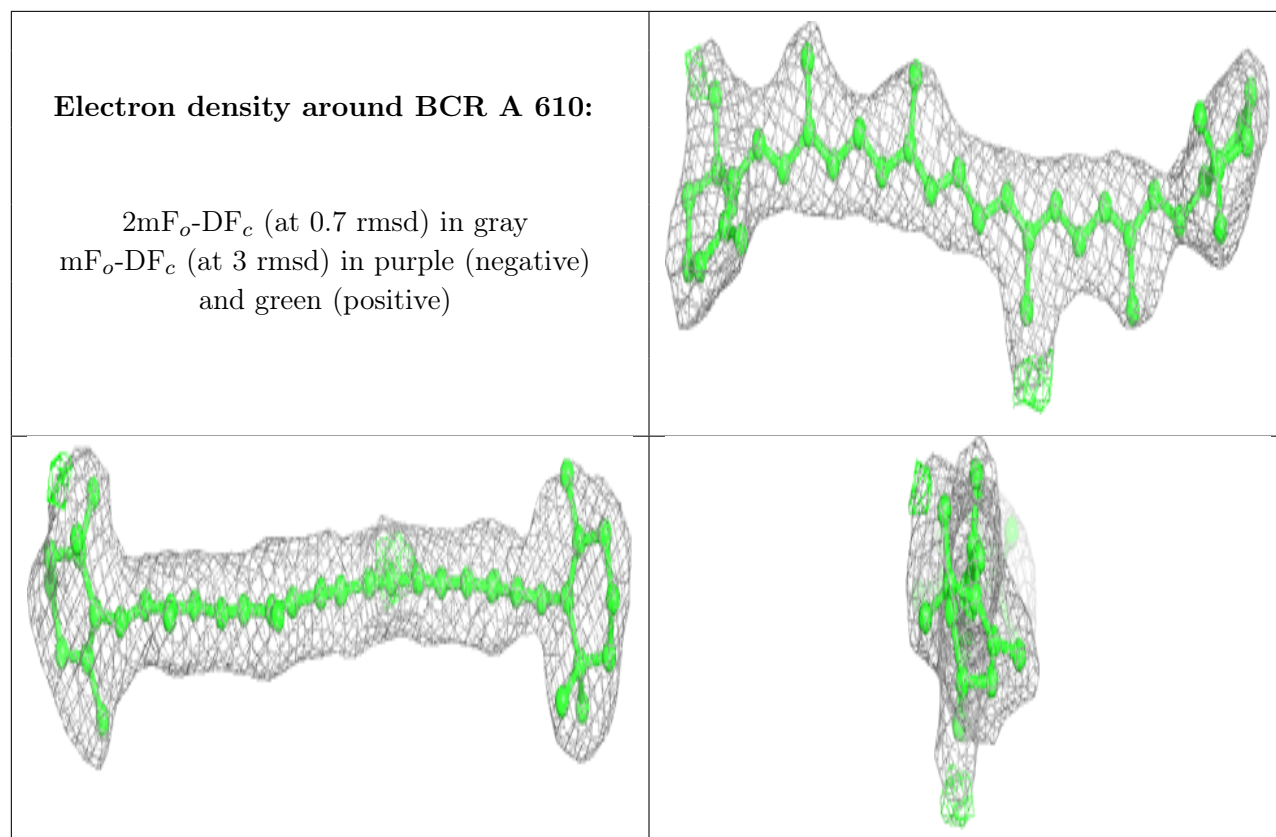 Electron density around BCR A 610:
2mFo-DFc (at 0.7 rmsd) in gray
mFo-DFc (at 3 rmsd) in purple (negative)
and green (positive)